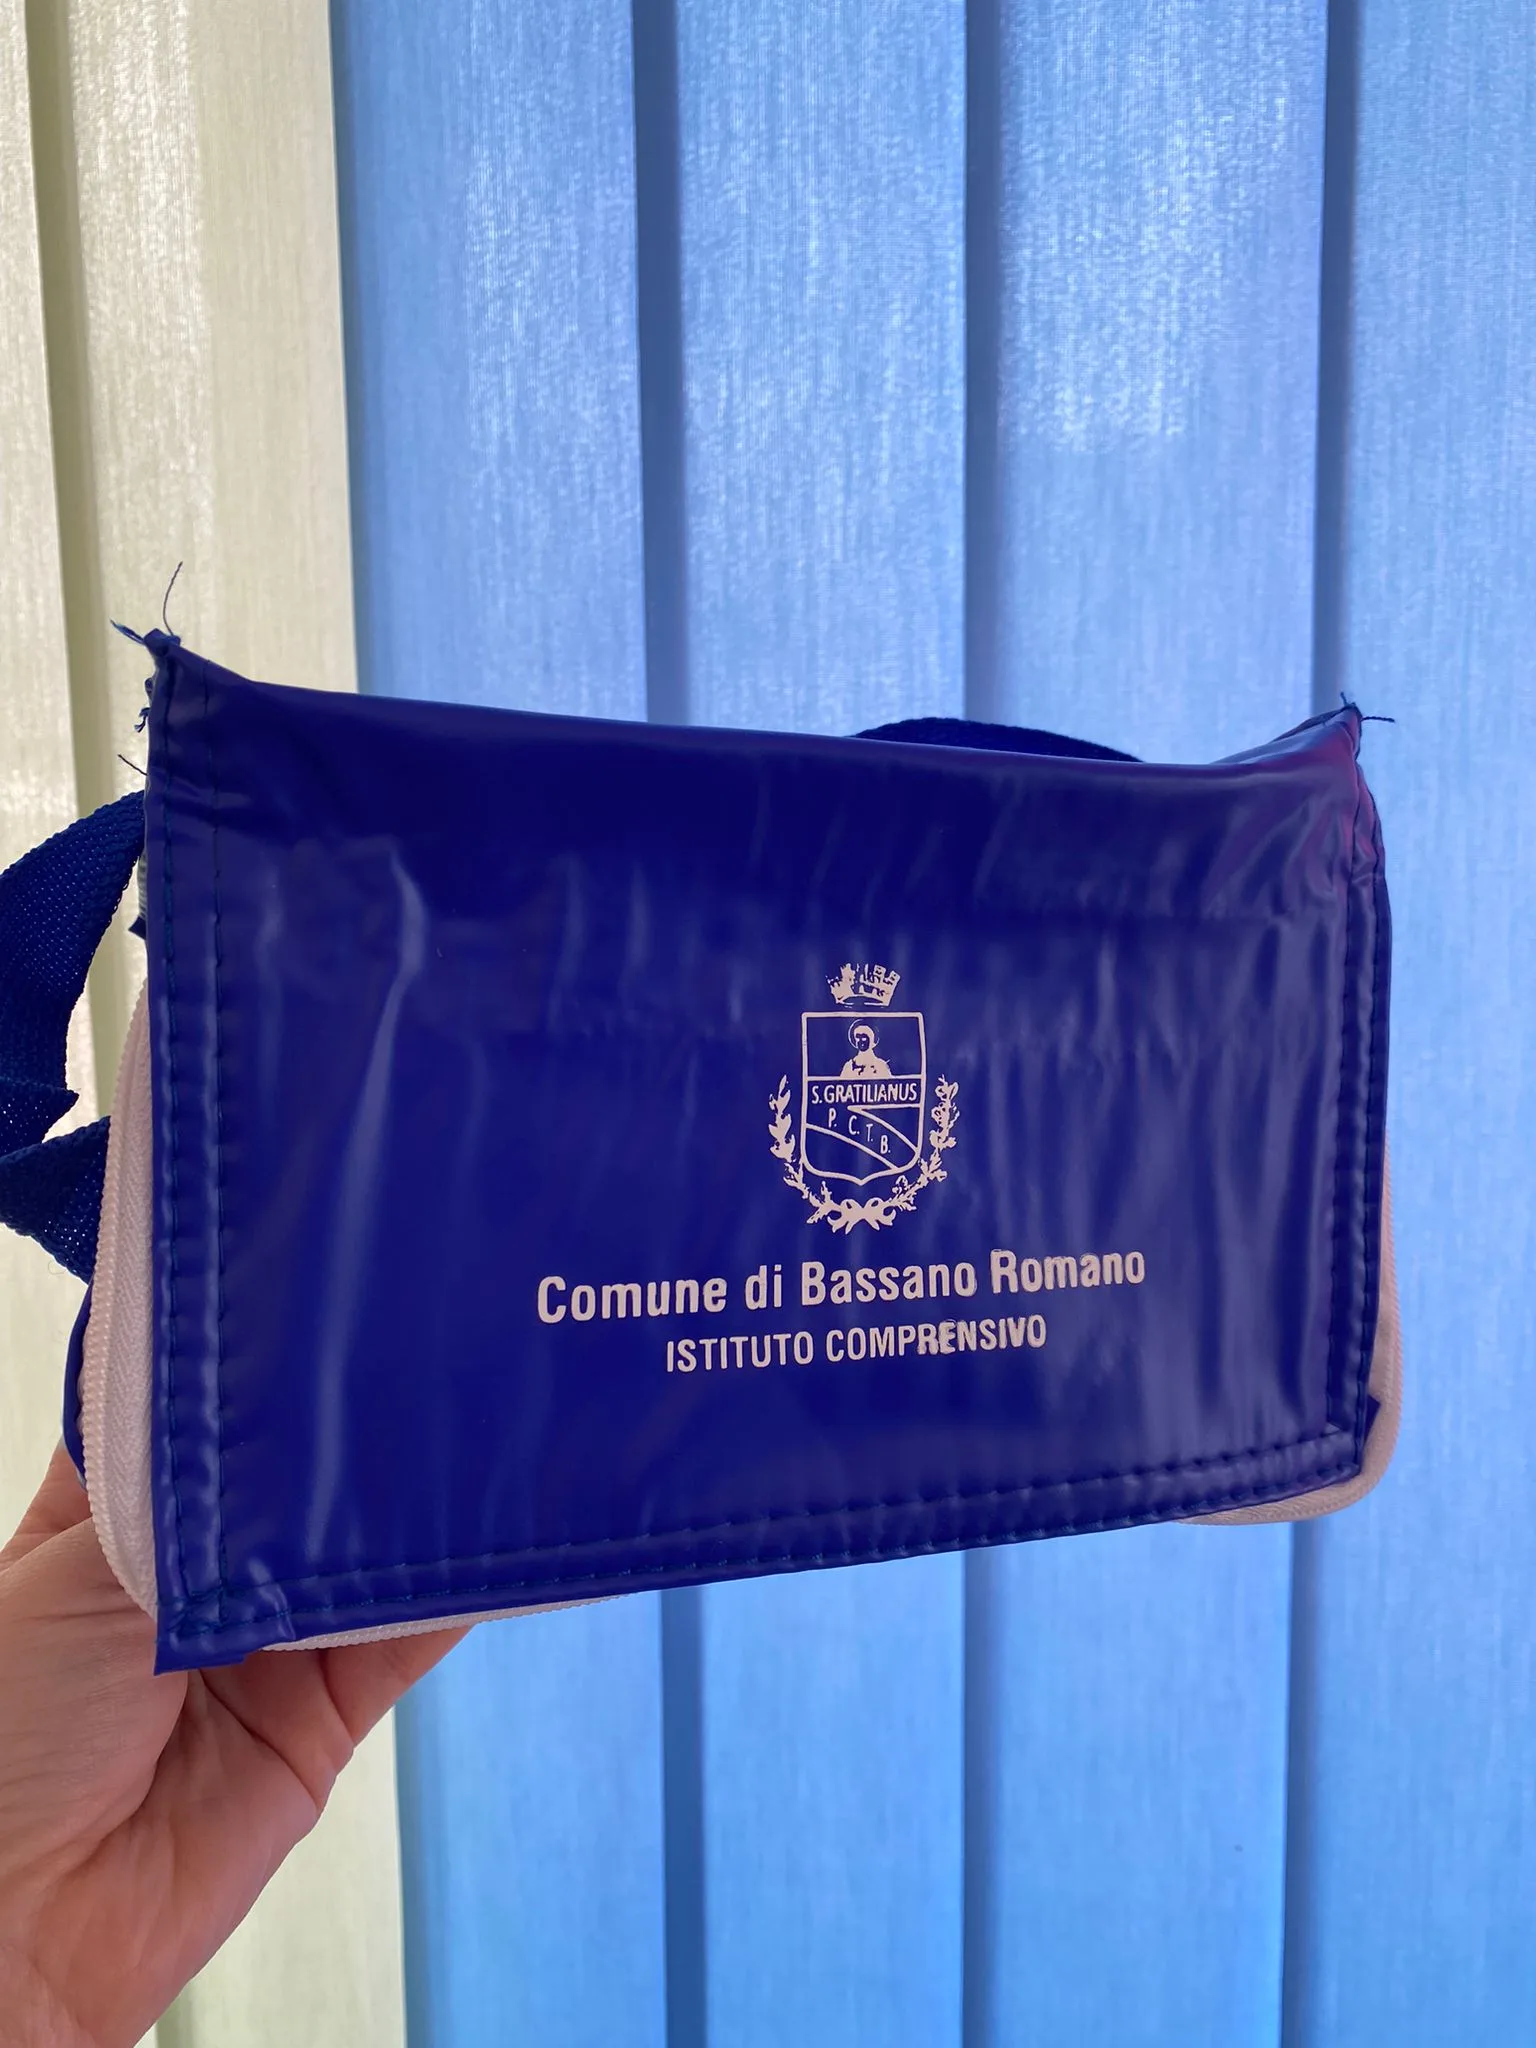 S. GRATILIANUS
P. C. T. B.
Comune di Bassano Romano
ISTITUTO COMPRENSIVO